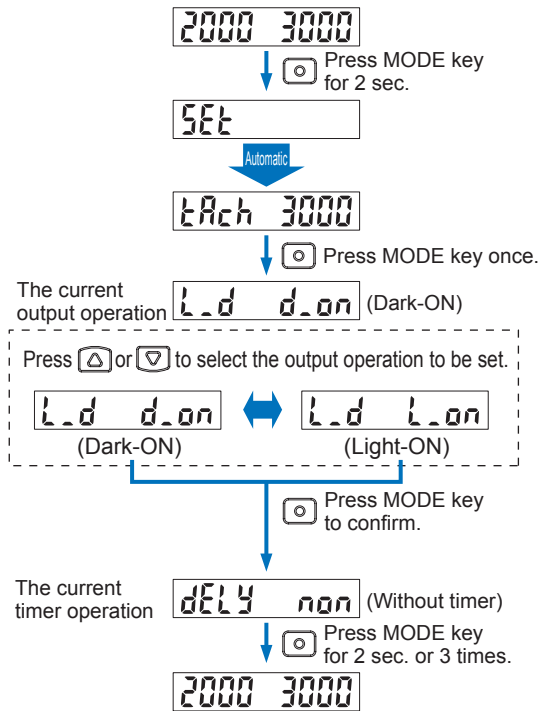 2000 3000
Press MODE key
for 2 sec.
SEt
Automatic
tAch 3000
Press MODE key once.
The current
output operation
L_d d_on (Dark-ON)
Press or to select the output operation to be set.
L_d d_on
L_d L_on
(Dark-ON)
(Light-ON)
Press MODE key
to confirm.
The current
timer operation
dELY non (Without timer)
Press MODE key
for 2 sec. or 3 times.
2000 3000